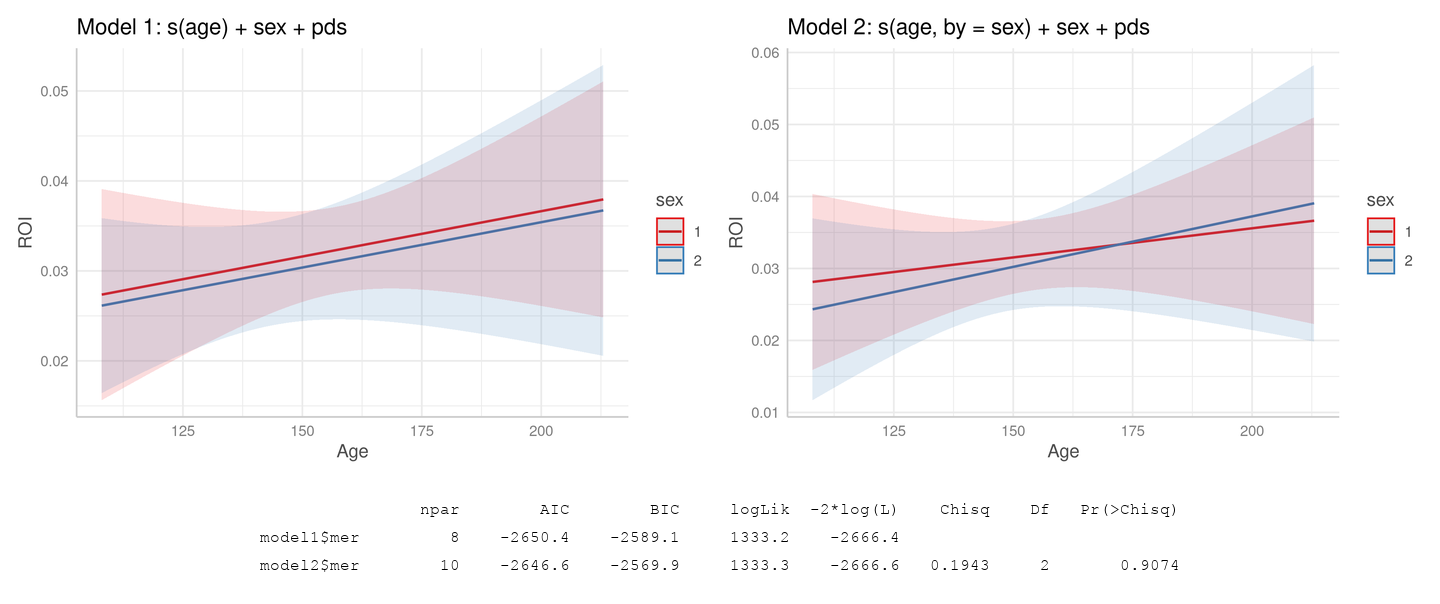 Model 1: s(age) + sex + pds
0.05
0.04
0.03
0.02
ROI
125 150 175 200
Age
sex
1
2
Model 2: s(age, by = sex) + sex + pds
0.06
0.05
0.04
0.03
0.02
0.01
ROI
125 150 175 200
Age
sex
1
2
npar AIC BIC logLik -2*log(L) Chisq Df Pr(>Chisq)
model1$mer 8 -2650.4 -2589.1 1333.2 -2666.4
model2$mer 10 -2646.6 -2569.9 1333.3 -2666.6 0.1943 2 0.9074